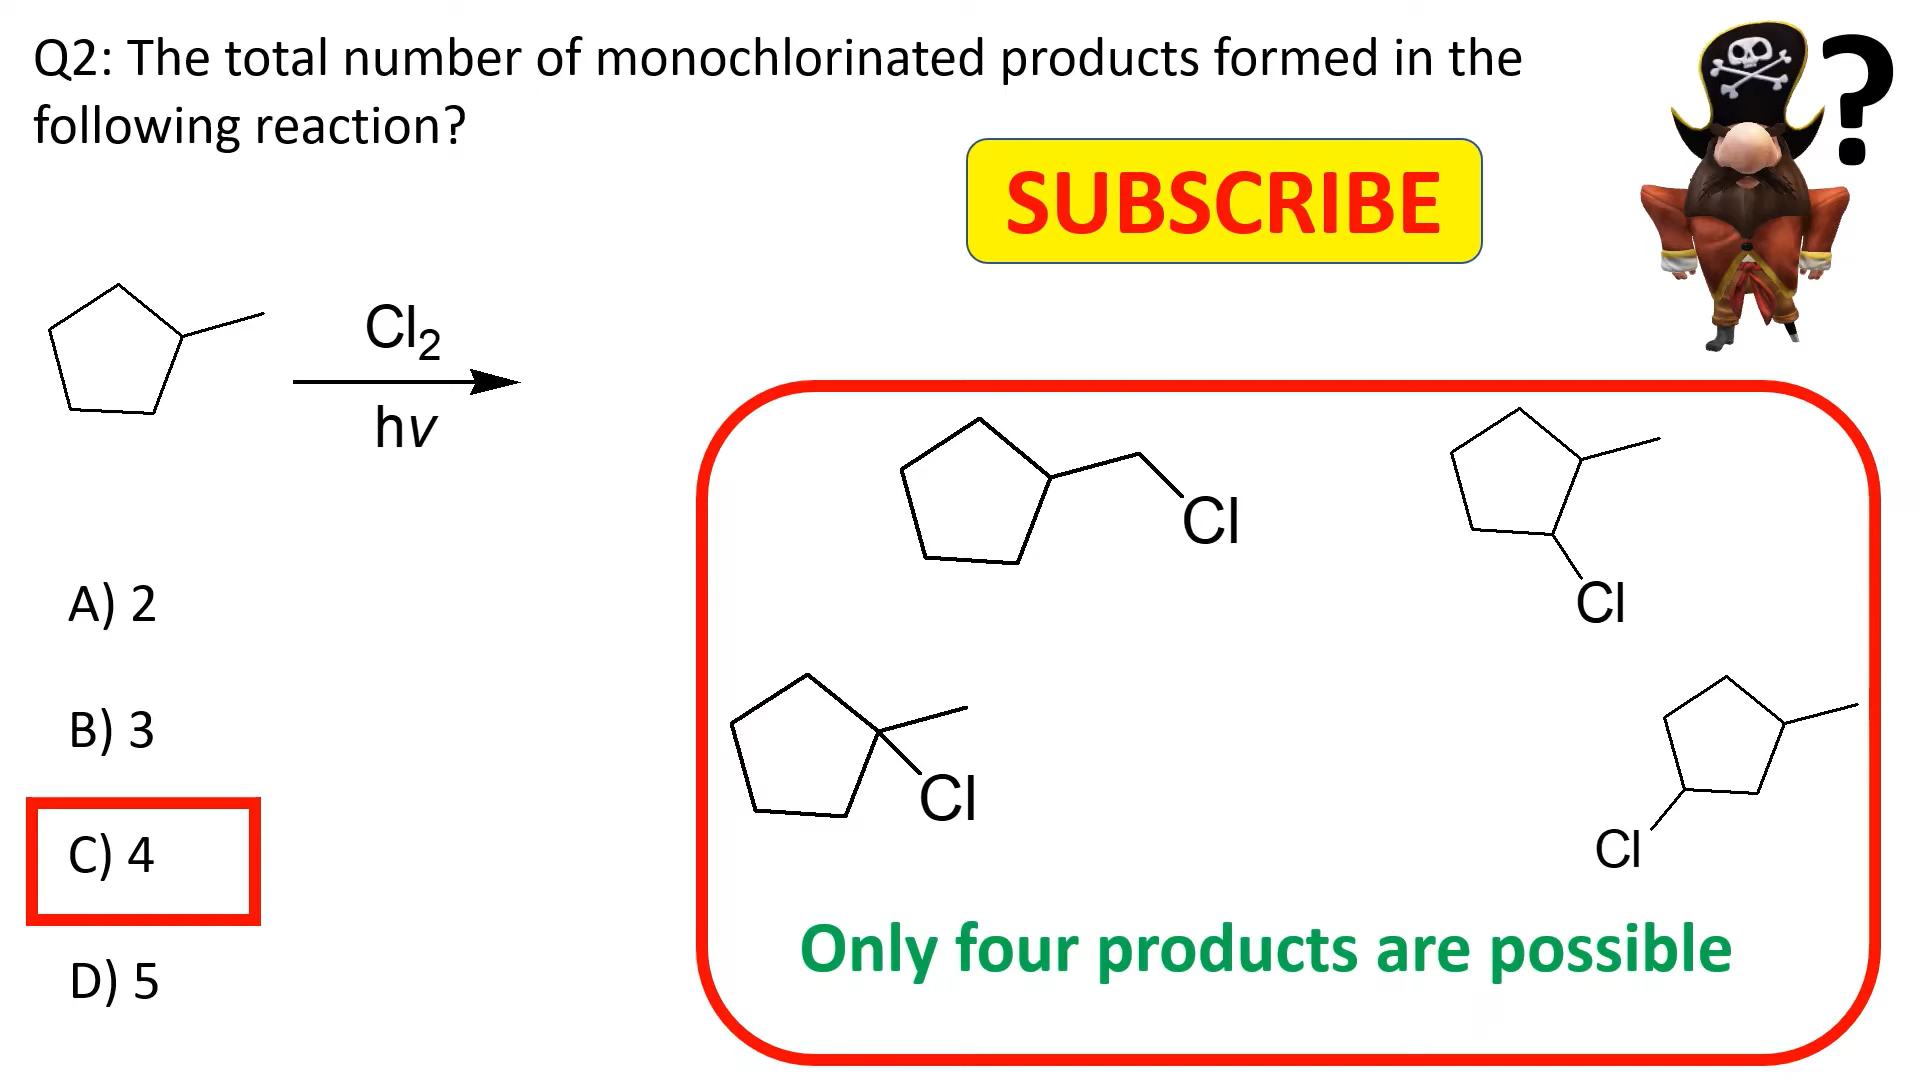 Q2: The total number of monochlorinated products formed in the
following reaction?
?
SUBSCRIBE
Cl₂
hv
A) 2
B) 3
C) 4
D) 5
Cl
Cl
Cl
Cl
Only four products are possible